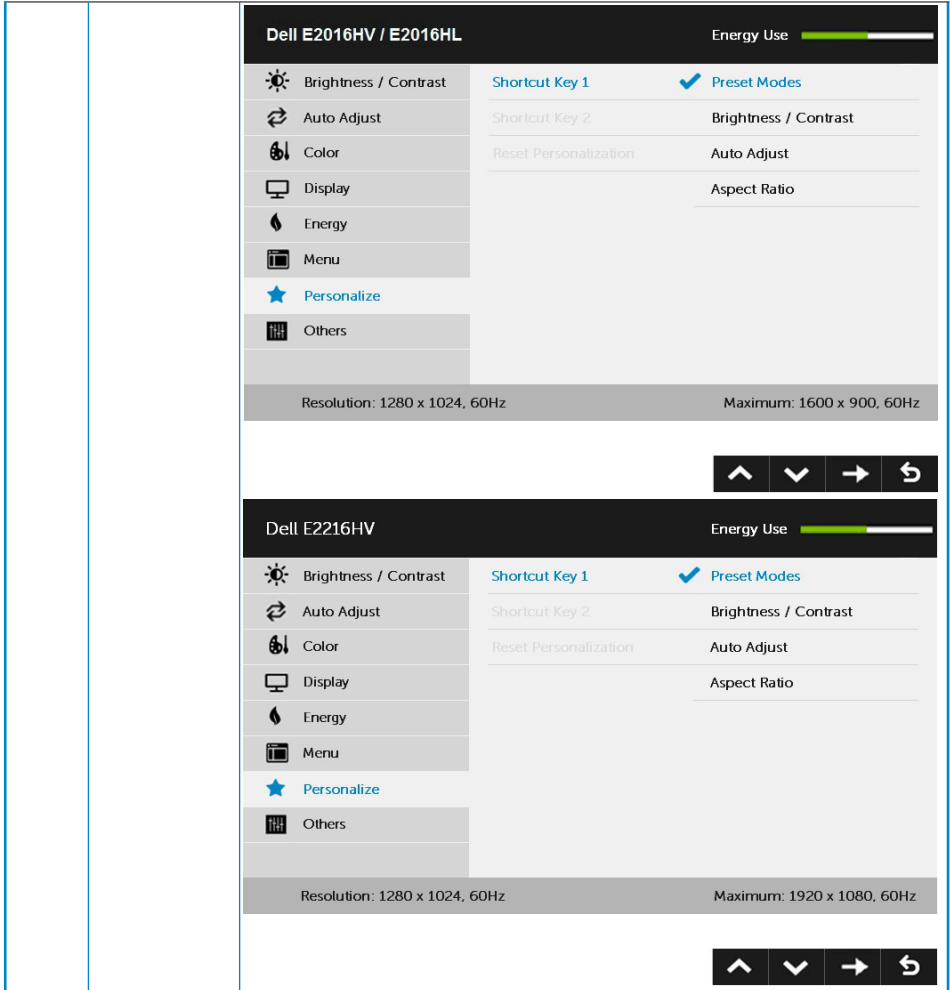 Dell E2016HV / E2016HL Energy Use
Brightness / Contrast Shortcut Key 1 Preset Modes
Auto Adjust Shortcut Key 2 Brightness / Contrast
Color Reset Personalization Auto Adjust
Display Aspect Ratio
Energy
Menu
Personalize
Others
Resolution: 1280 x 1024, 60Hz Maximum: 1600 x 900, 60Hz
Dell E2216HV Energy Use
Brightness / Contrast Shortcut Key 1 Preset Modes
Auto Adjust Shortcut Key 2 Brightness / Contrast
Color Reset Personalization Auto Adjust
Display Aspect Ratio
Energy
Menu
Personalize
Others
Resolution: 1280 x 1024, 60Hz Maximum: 1920 x 1080, 60Hz